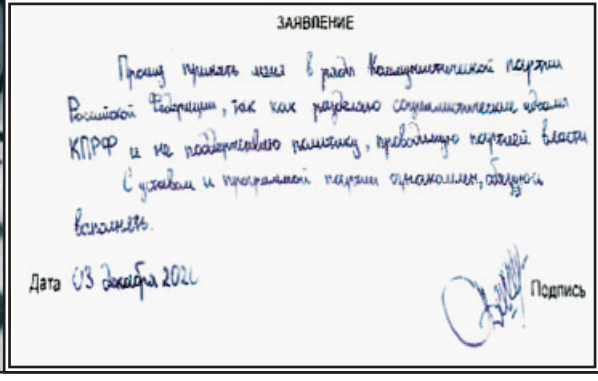 ЗАЯВЛЕНИЕ
Прошу принять меня в ряды Коммунистической партии
Российской Федерации, так как разделяю социалистические идеалы
КПРФ и не поддерживаю политику, проводимую партией власти
С уставом и программой партии ознакомлен, обязуюсь
выполнять.
Дата 03 декабря
Подпись